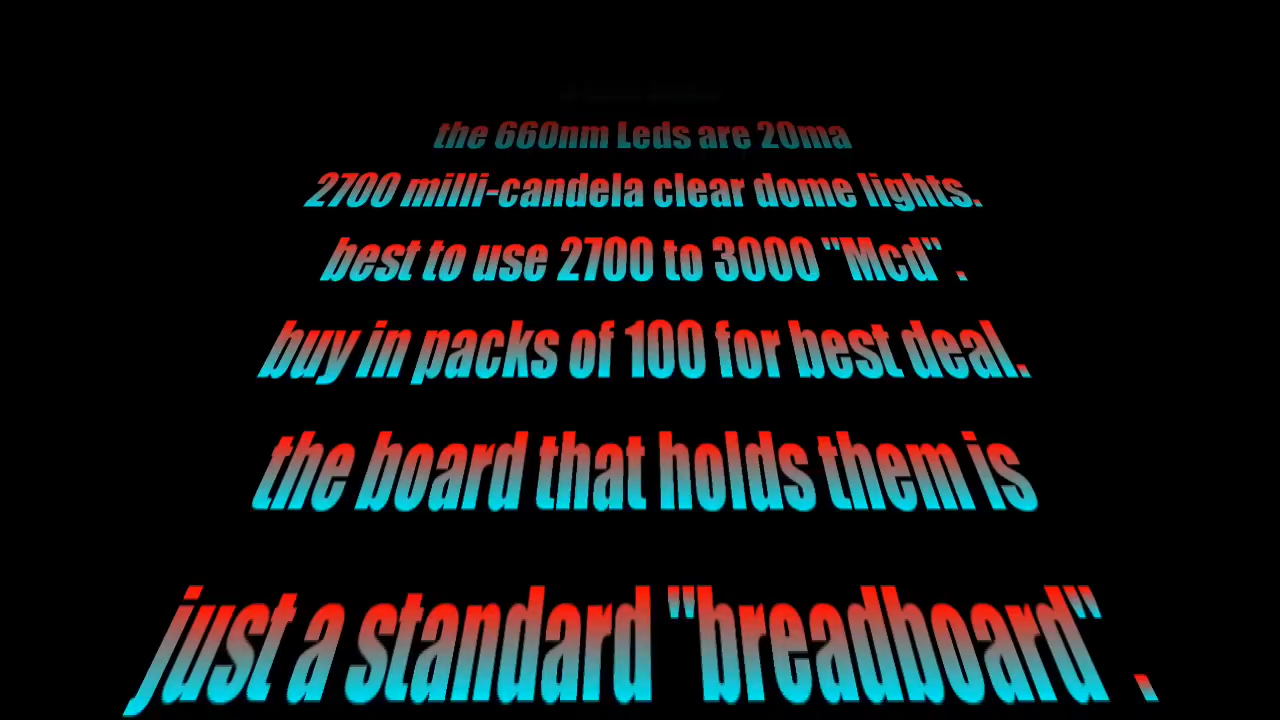 the 660nm Leds are 20ma
2700 milli-candela clear dome lights.
best to use 2700 to 3000 "Mcd" .
buy in packs of 100 for best deal.
the board that holds them is
just a standard "breadboard" .